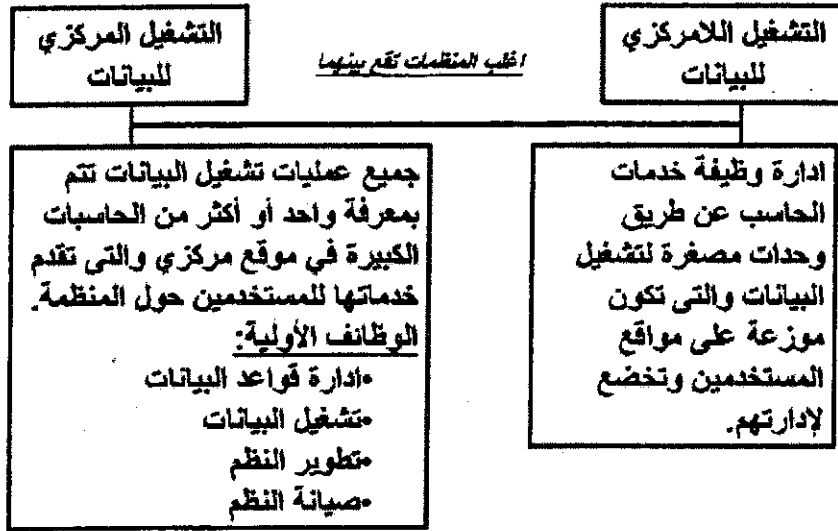 التشغيل اللامركزي
للبيانات
اغلب المنظمات تقع بينهما
التشغيل المركزي
للبيانات
ادارة وظيفة خدمات
الحاسب عن طريق
وحدات مصغرة لتشغيل
البيانات والتى تكون
موزعة على مواقع
المستخدمين وتخضع
لإدارتهم.
جميع عمليات تشغيل البيانات تتم
بمعرفة واحد أو أكثر من الحاسبات
الكبيرة في موقع مركزي والتى تقدم
خدماتها للمستخدمين حول المنظمة.
الوظائف الأولية:
•ادارة قواعد البيانات
•تشغيل البيانات
•تطوير النظم
•صيانة النظم